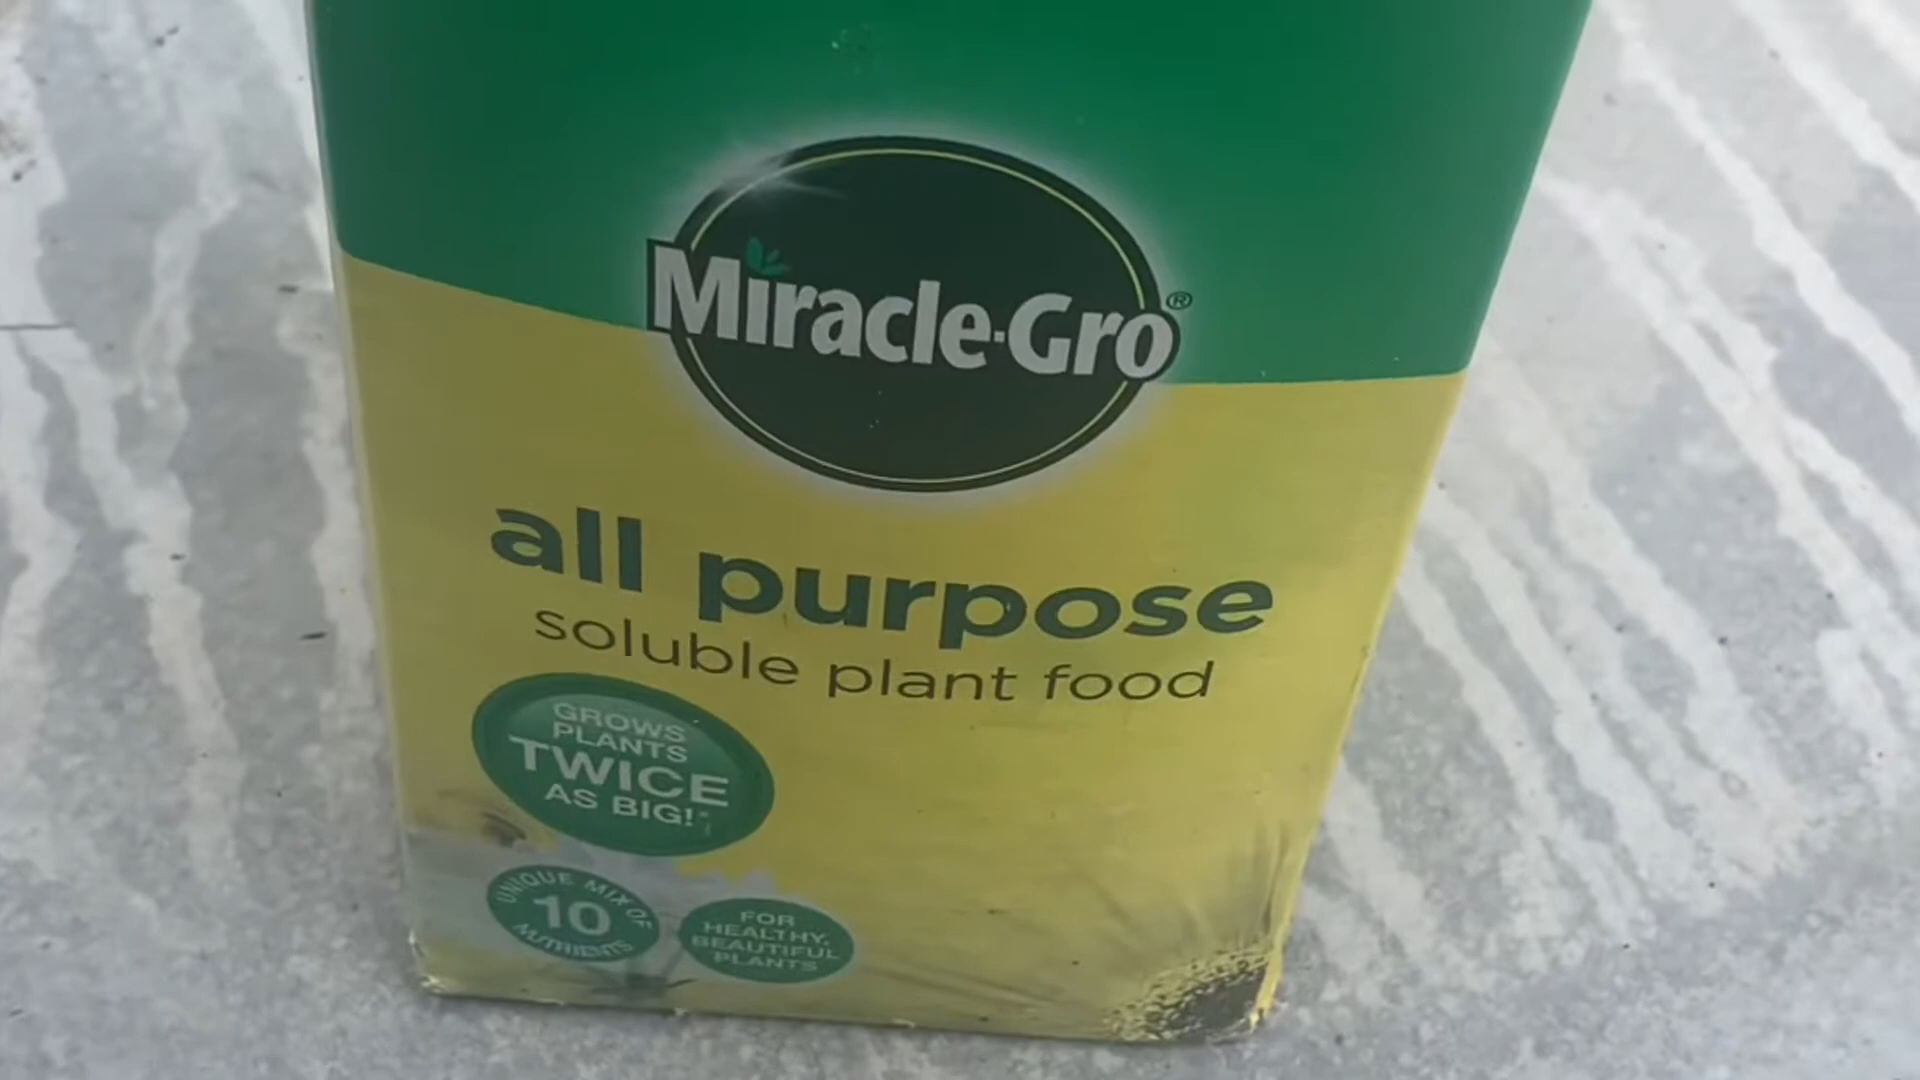 Miracle-Gro®
all purpose
soluble plant food
GROWS
PLANTS
TWICE
AS BIG!*
UNIQUE MIX OF
10
NUTRIENTS
FOR
HEALTHY,
BEAUTIFUL
PLANTS